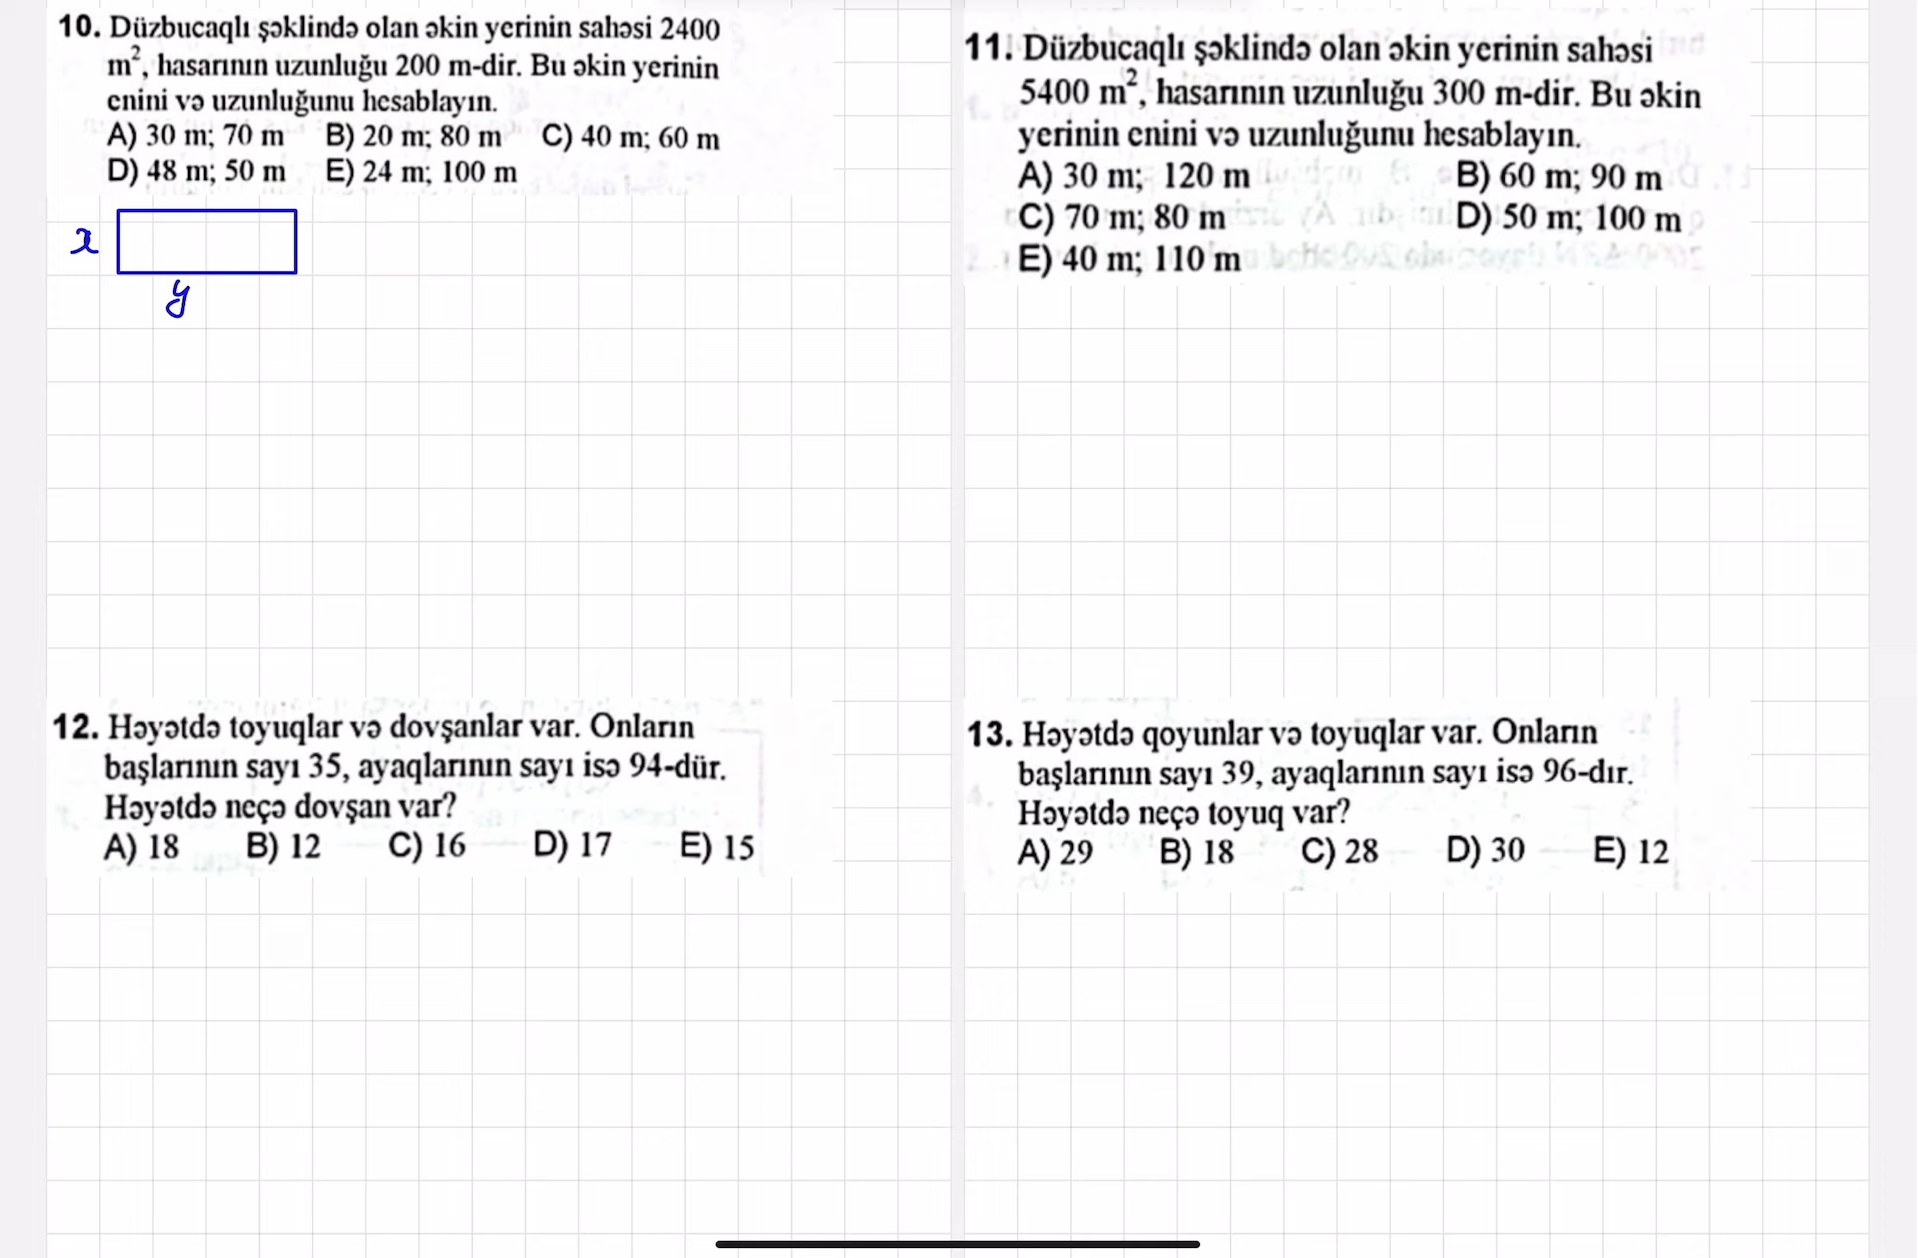 10. Düzbucaqlı şəklində olan əkin yerinin sahəsi 2400
m², hasarının uzunluğu 200 m-dir. Bu əkin yerinin
enini və uzunluğunu hesablayın.
A) 30 m; 70 m B) 20 m; 80 m C) 40 m; 60 m
D) 48 m; 50 m E) 24 m; 100 m
x
y
11. Düzbucaqlı şəklində olan əkin yerinin sahəsi
5400 m², hasarının uzunluğu 300 m-dir. Bu əkin
yerinin enini və uzunluğunu hesablayın.
A) 30 m; 120 m B) 60 m; 90 m
C) 70 m; 80 m D) 50 m; 100 m
E) 40 m; 110 m
12. Həyətdə toyuqlar və dovşanlar var. Onların
başlarının sayı 35, ayaqlarının sayı isə 94-dür.
Həyətdə neçə dovşan var?
A) 18 B) 12 C) 16 D) 17 E) 15
13. Həyətdə qoyunlar və toyuqlar var. Onların
başlarının sayı 39, ayaqlarının sayı isə 96-dır.
Həyətdə neçə toyuq var?
A) 29 B) 18 C) 28 D) 30 E) 12